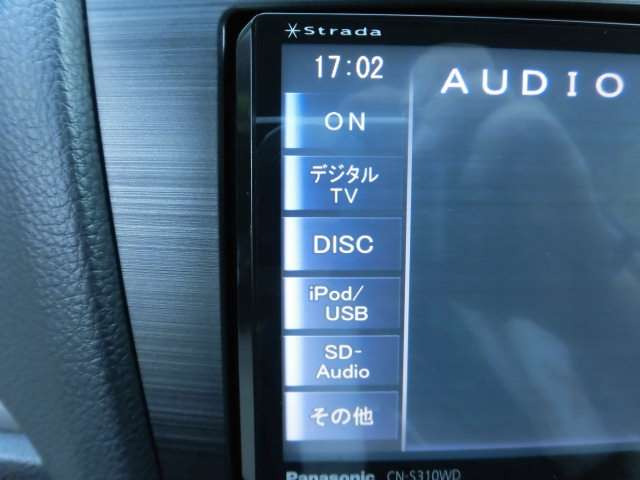 Strada
17:02
AUDIO
ON
デジタル
TV
DISC
iPod/
USB
SD-
Audio
その他
Panasonic CN-S310WD